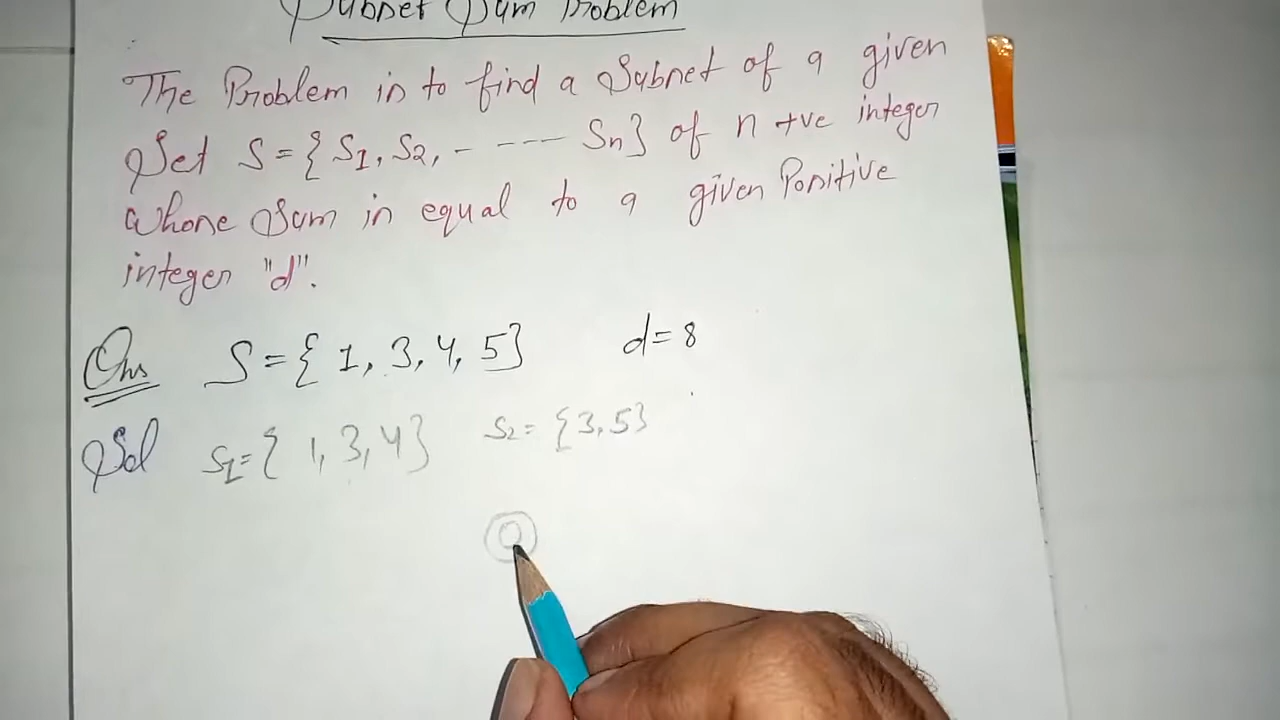 Subset Sum Problem
The Problem is to find a Subset of a given
Set S = { S1, S2, - ---- Sn} of n +ve integer
whose Sum is equal to a given Positive
integer "d".
Ques S = { 1, 3, 4, 5} d = 8
Sol S1 = { 1, 3, 4} S2 = {3, 5}
0